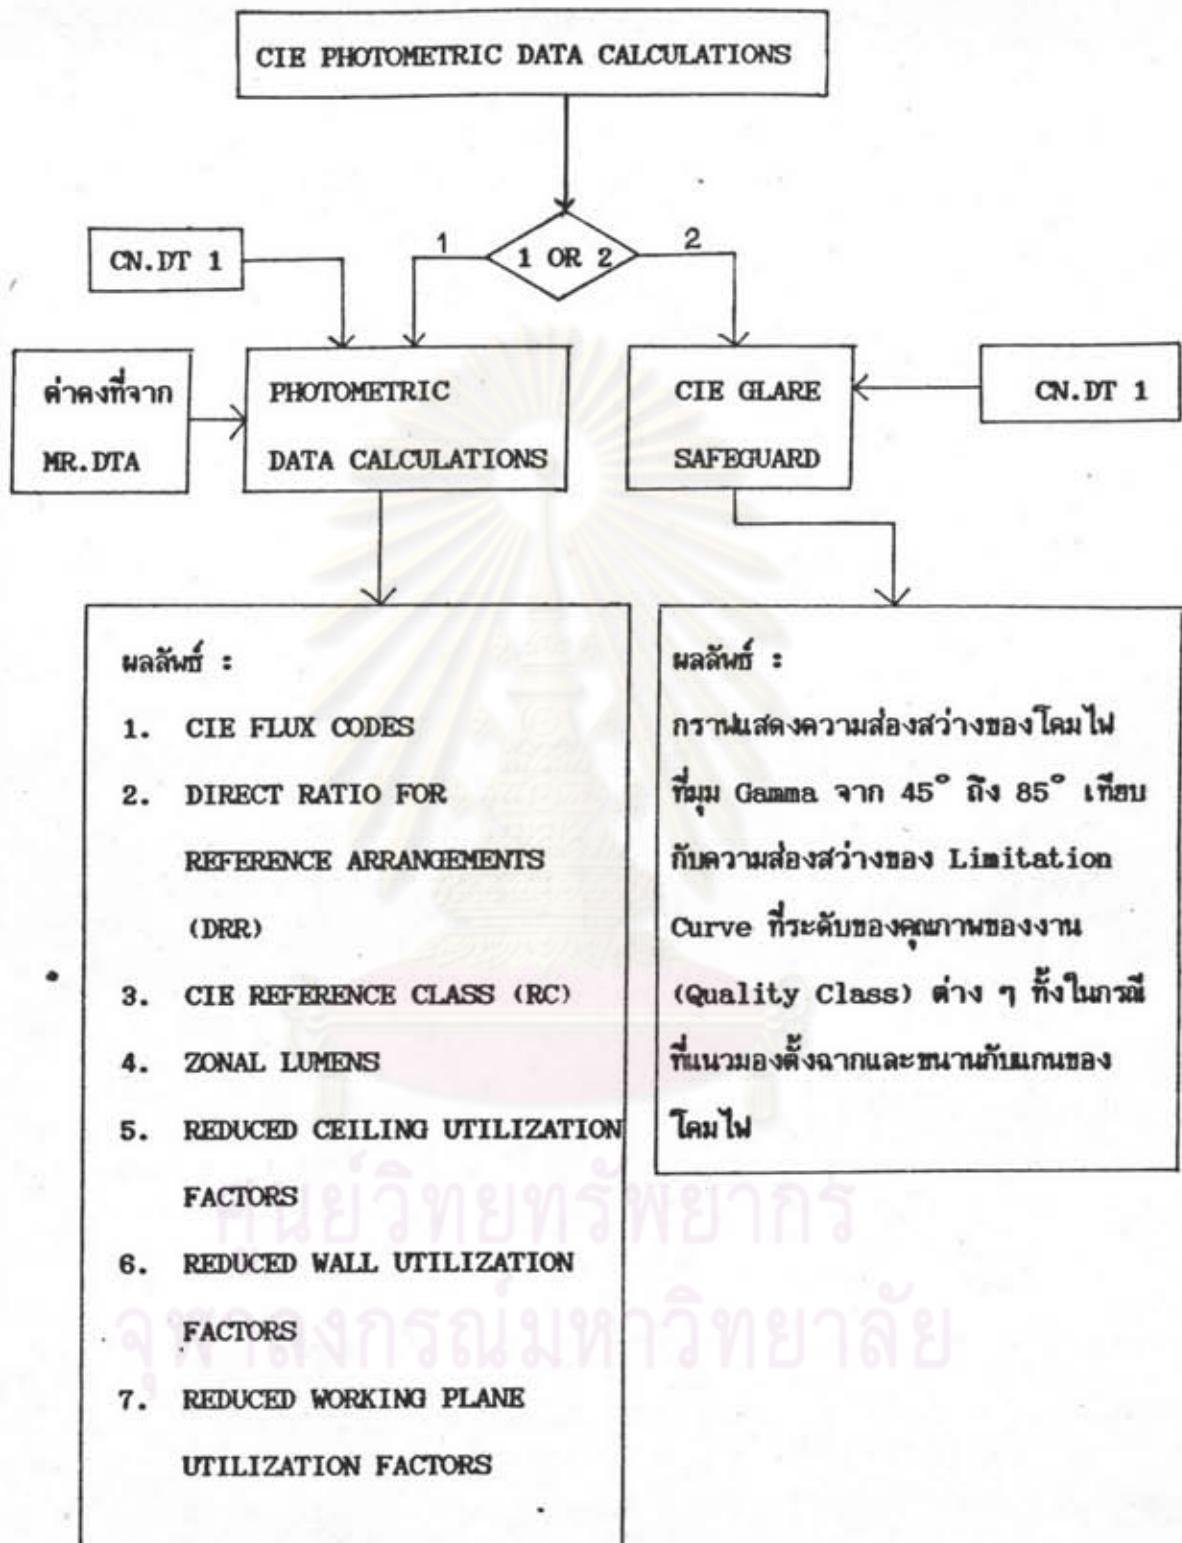 CIE PHOTOMETRIC DATA CALCULATIONS
1
1 OR 2
2
CN.DT 1
ค่าคงที่จาก
MR.DTA
PHOTOMETRIC
DATA CALCULATIONS
CIE GLARE
SAFEGUARD
CN.DT 1
ผลลัพธ์ :
1. CIE FLUX CODES
2. DIRECT RATIO FOR
REFERENCE ARRANGEMENTS
(DRR)
3. CIE REFERENCE CLASS (RC)
4. ZONAL LUMENS
5. REDUCED CEILING UTILIZATION
FACTORS
6. REDUCED WALL UTILIZATION
FACTORS
7. REDUCED WORKING PLANE
UTILIZATION FACTORS
ผลลัพธ์ :
กราฟแสดงความส่องสว่างของโคมไฟ
ที่มุม Gamma จาก 45° ถึง 85° เทียบ
กับความส่องสว่างของ Limitation
Curve ที่ระดับของคุณภาพของงาน
(Quality Class) ต่าง ๆ ทั้งในกรณี
ที่แนวมองตั้งฉากและขนานกับแกนของ
โคมไฟ
ศูนย์วิทยทรัพยากร
จุฬาลงกรณ์มหาวิทยาลัย